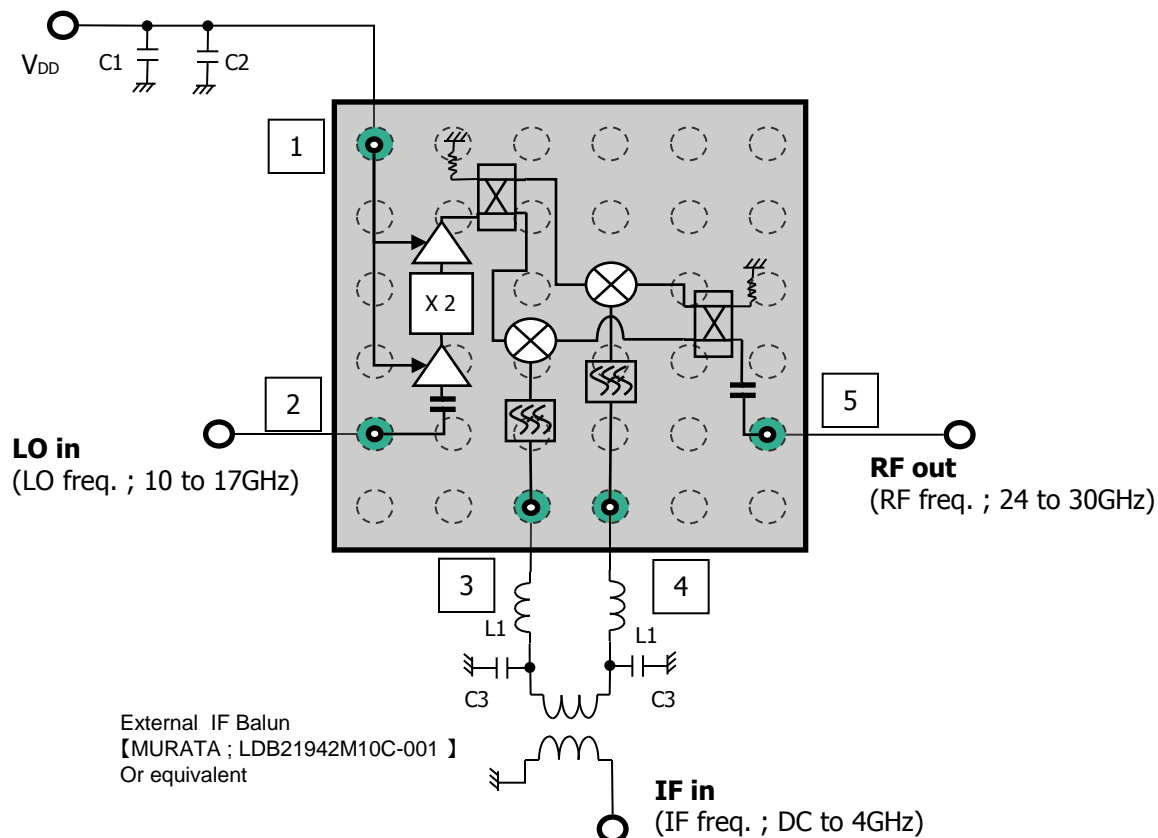 VDD
C1
C2
1
X 2
2
5
LO in
(LO freq. ; 10 to 17GHz)
RF out
(RF freq. ; 24 to 30GHz)
3
4
L1
L1
C3
C3
External IF Balun
【MURATA ; LDB21942M10C-001 】
Or equivalent
IF in
(IF freq. ; DC to 4GHz)